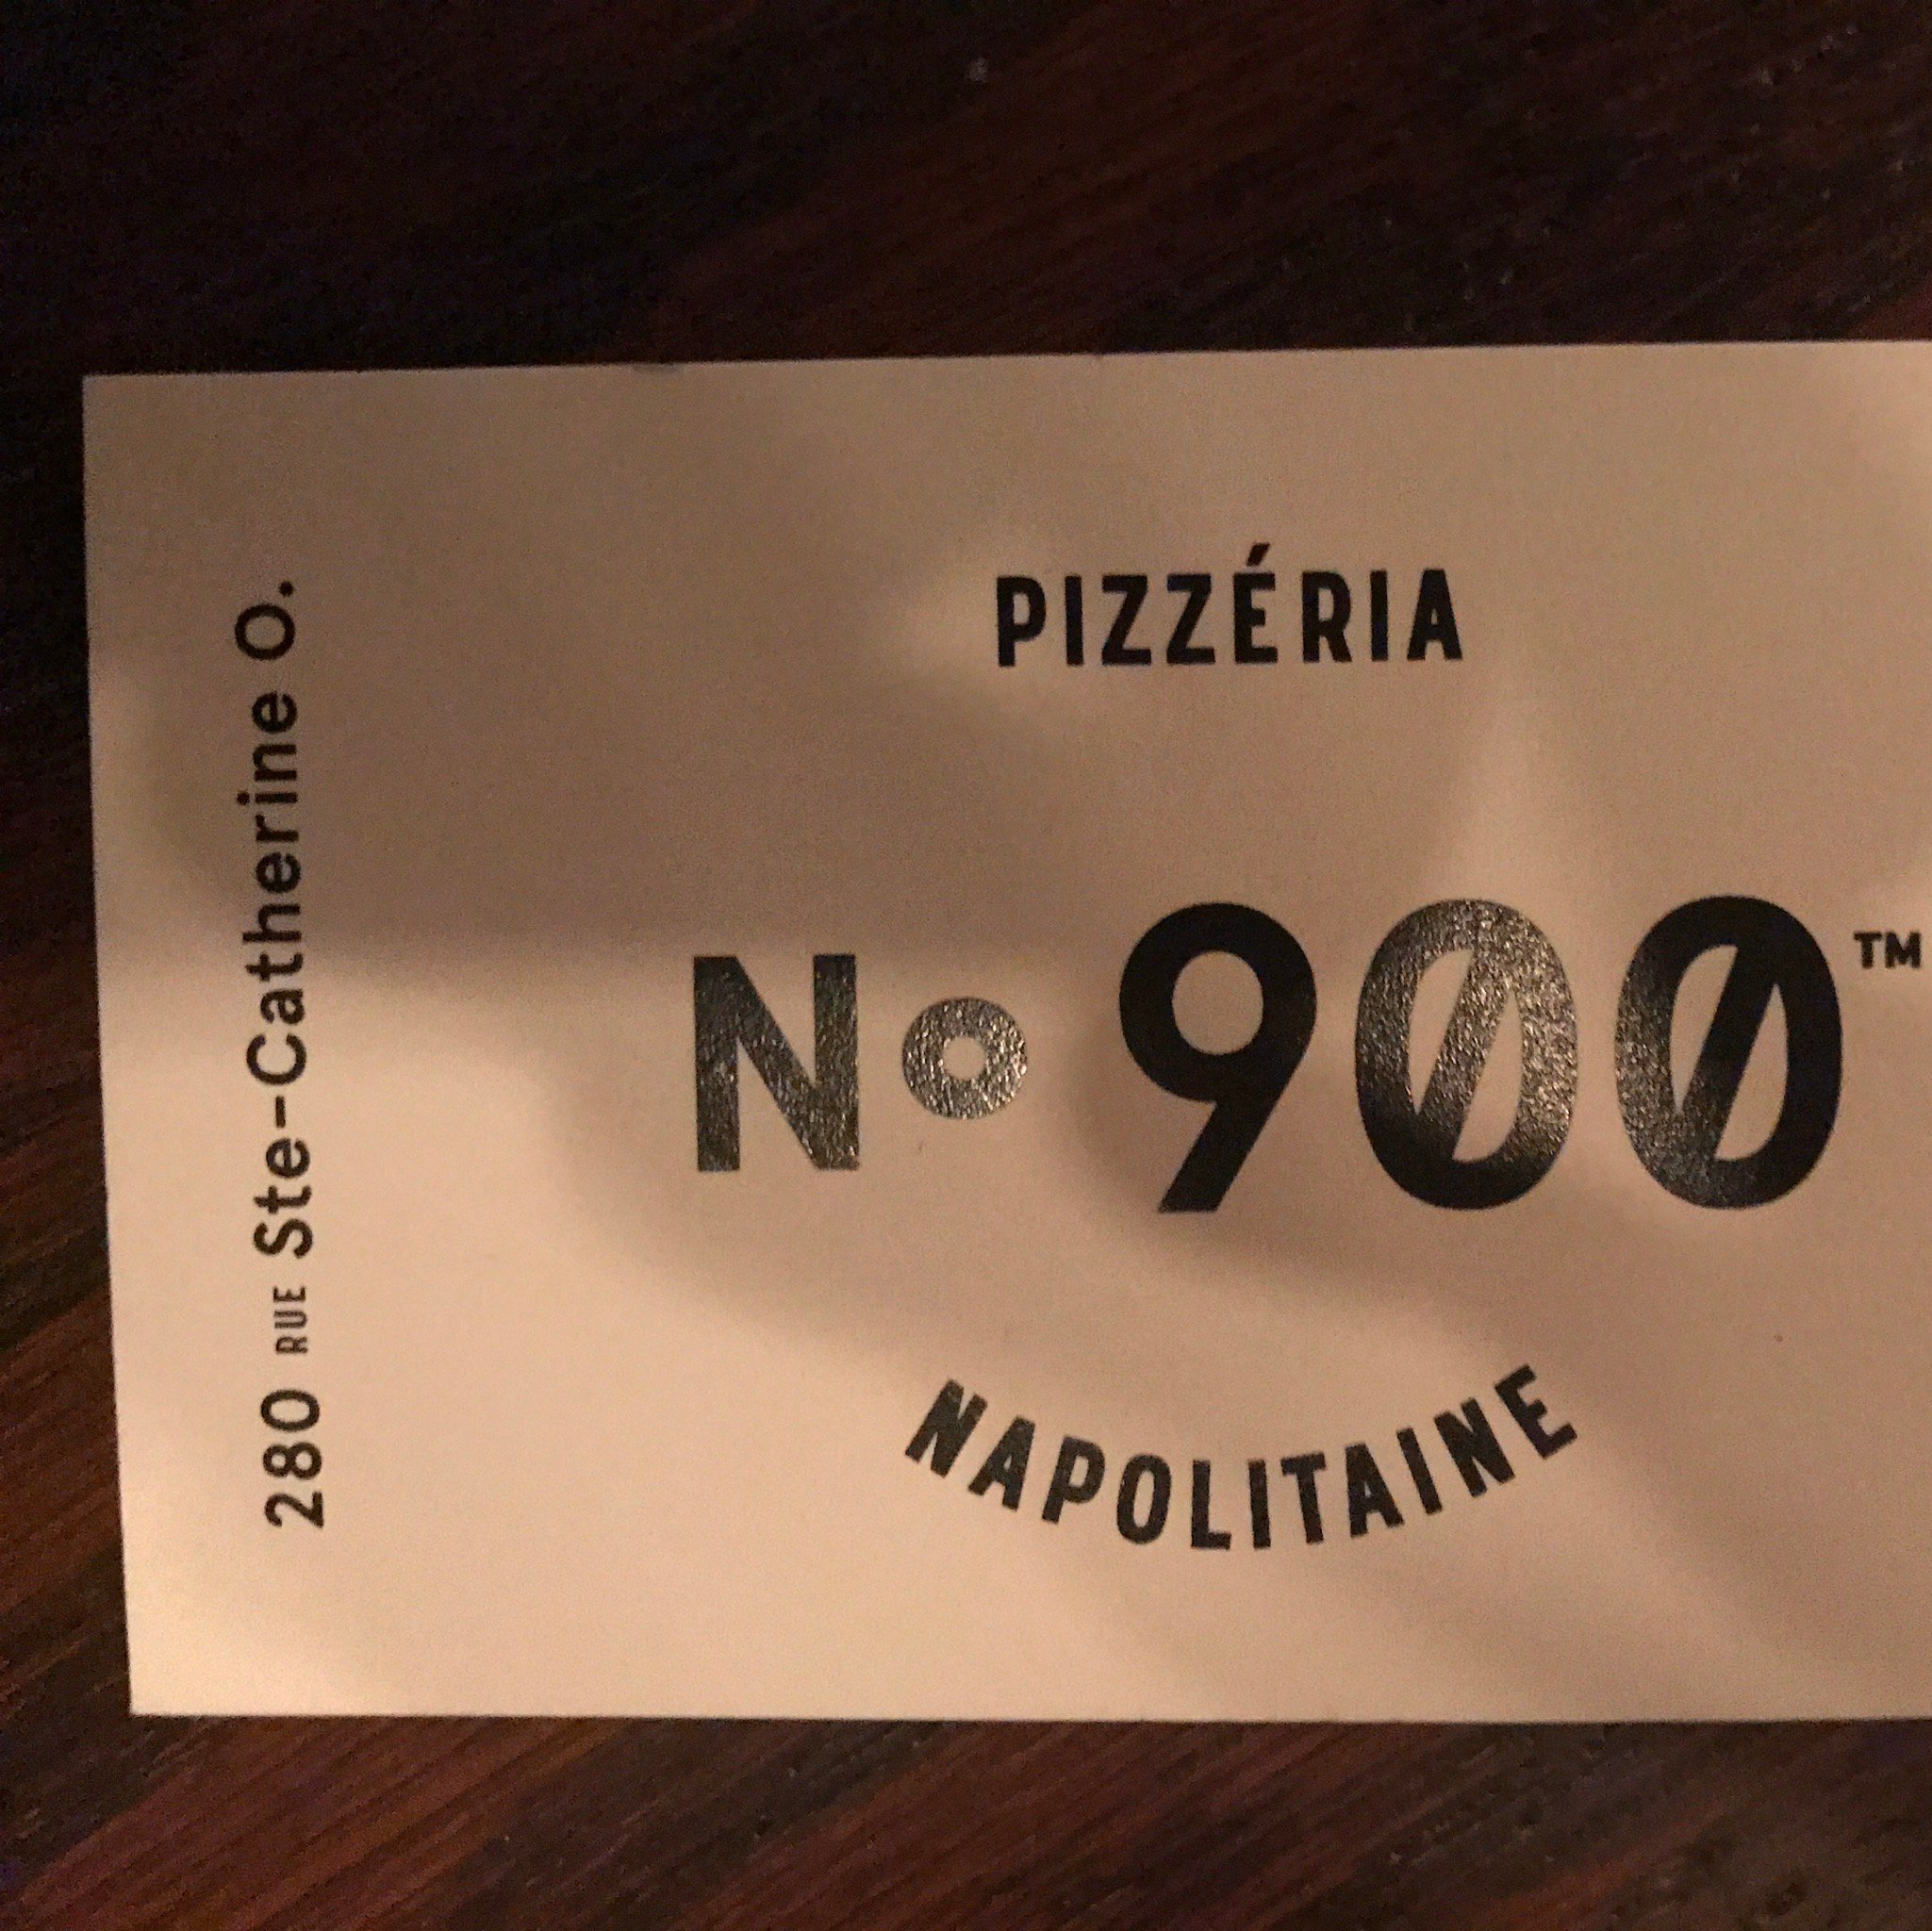 280 RUE Ste-Catherine O.
PIZZÉRIA
No 900™
NAPOLITAINE